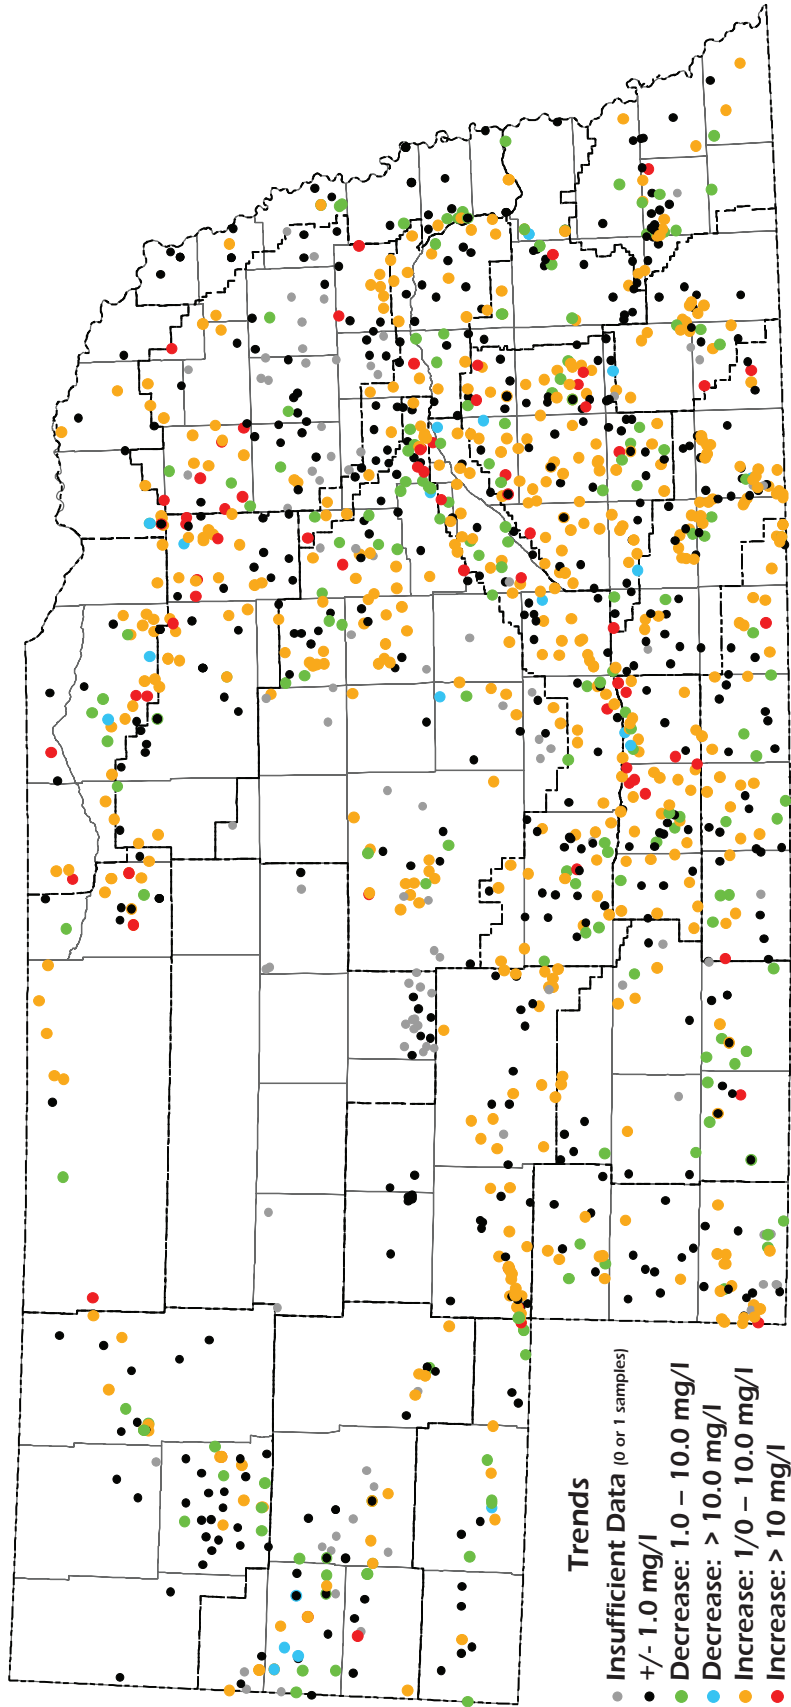 Trends
Insufficient Data (0 or 1 samples)
+/- 1.0 mg/l
Decrease: 1.0 – 10.0 mg/l
Decrease: > 10.0 mg/l
Increase: 1/0 – 10.0 mg/l
Increase: > 10 mg/l